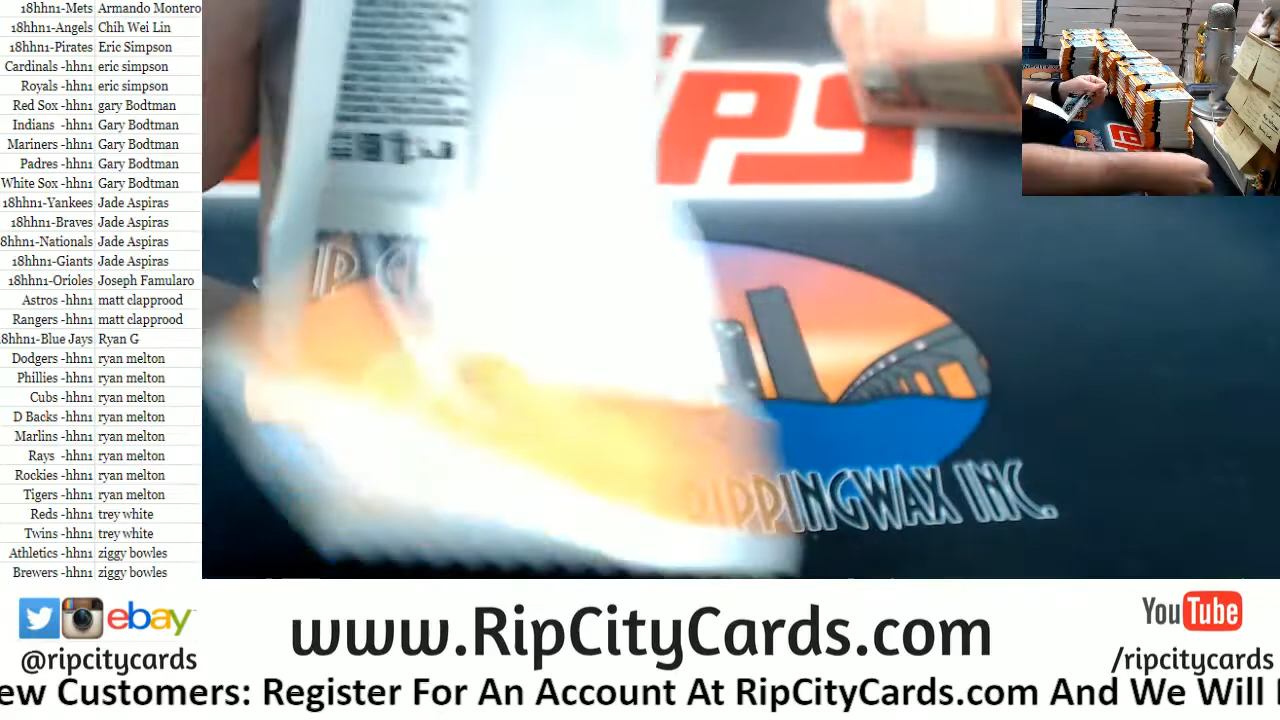 18hhn1-Mets Armando Montero
18hhn1-Angels Chih Wei Lin
18hhn1-Pirates Eric Simpson
Cardinals -hhn1 eric simpson
Royals -hhn1 eric simpson
Red Sox -hhn1 gary Bodtman
Indians -hhn1 Gary Bodtman
Mariners -hhn1 Gary Bodtman
Padres -hhn1 Gary Bodtman
White Sox -hhn1 Gary Bodtman
18hhn1-Yankees Jade Aspiras
18hhn1-Braves Jade Aspiras
8hhn1-Nationals Jade Aspiras
18hhn1-Giants Jade Aspiras
18hhn1-Orioles Joseph Famularo
Astros -hhn1 matt clapprood
Rangers -hhn1 matt clapprood
8hhn1-Blue Jays Ryan G
Dodgers -hhn1 ryan melton
Phillies -hhn1 ryan melton
Cubs -hhn1 ryan melton
D Backs -hhn1 ryan melton
Marlins -hhn1 ryan melton
Rays -hhn1 ryan melton
Rockies -hhn1 ryan melton
Tigers -hhn1 ryan melton
Reds -hhn1 trey white
Twins -hhn1 trey white
Athletics -hhn1 ziggy bowles
Brewers -hhn1 ziggy bowles
PS
IP C
RIPPINGWAX INC.
ebay
@ripcitycards
www.RipCityCards.com
YouTube
/ripcitycards
ew Customers: Register For An Account At RipCityCards.com And We Will